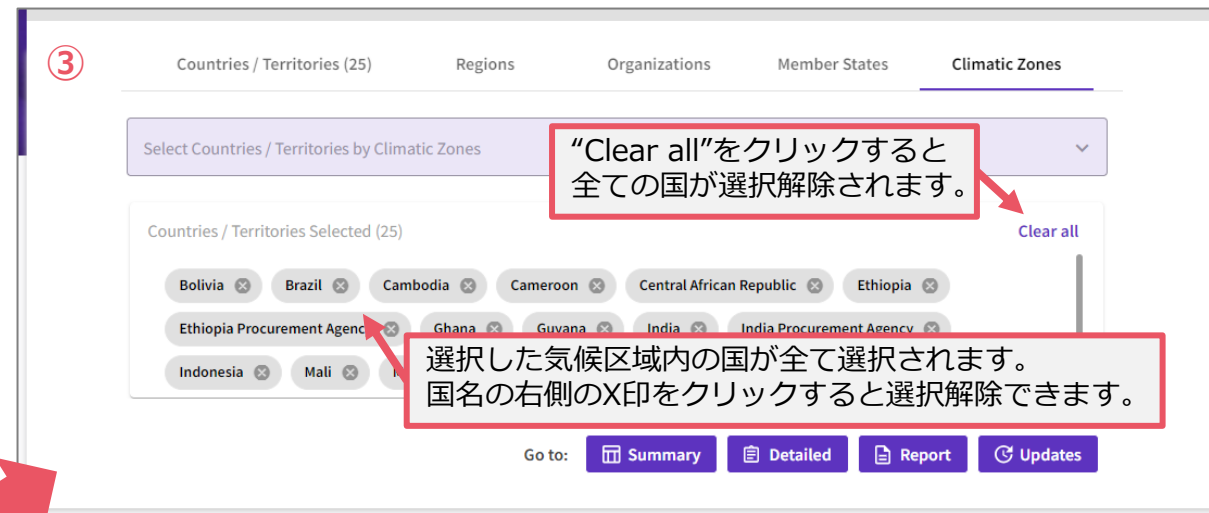 ③
Countries / Territories (25) Regions Organizations Member States Climatic Zones
Select Countries / Territories by Climatic Zones
“Clear all”をクリックすると
全ての国が選択解除されます。
Countries / Territories Selected (25) Clear all
Bolivia Brazil Cambodia Cameroon Central African Republic Ethiopia
Ethiopia Procurement Agency Ghana Guyana India India Procurement Agency
Indonesia Mali
選択した気候区域内の国が全て選択されます。
国名の右側のX印をクリックすると選択解除できます。
Go to: Summary Detailed Report Updates